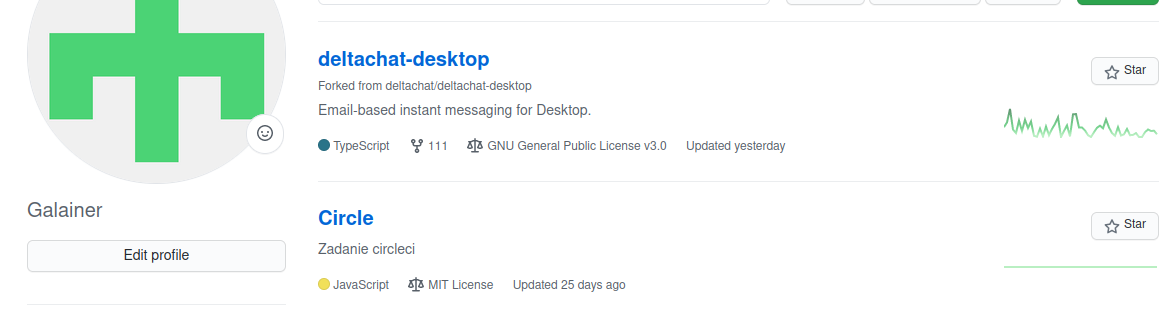 deltachat-desktop
Star
Forked from deltachat/deltachat-desktop
Email-based instant messaging for Desktop.
TypeScript 111 GNU General Public License v3.0 Updated yesterday
Galainer
Edit profile
Circle
Star
Zadanie circleci
JavaScript MIT License Updated 25 days ago